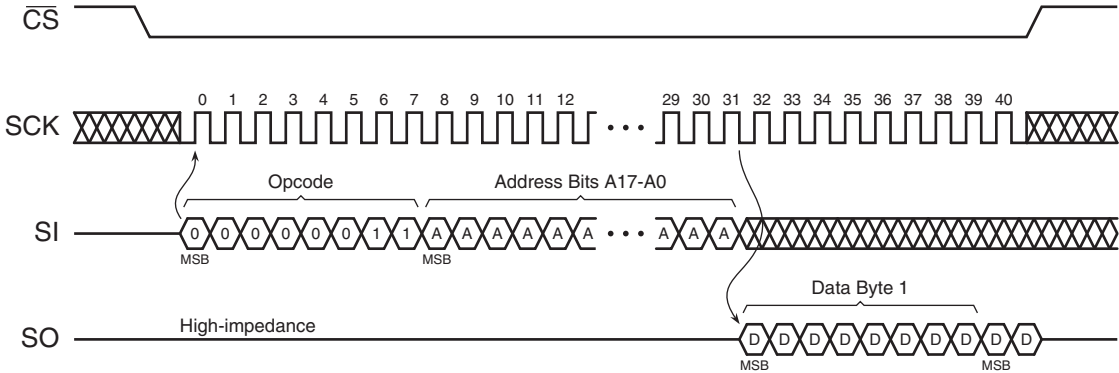 CS
0 1 2 3 4 5 6 7 8 9 10 11 12 29 30 31 32 33 34 35 36 37 38 39 40
SCK
Opcode Address Bits A17-A0
SI 0 0 0 0 0 0 1 1 A A A A A A A A A
MSB MSB
Data Byte 1
High-impedance
SO D D D D D D D D D D
MSB MSB